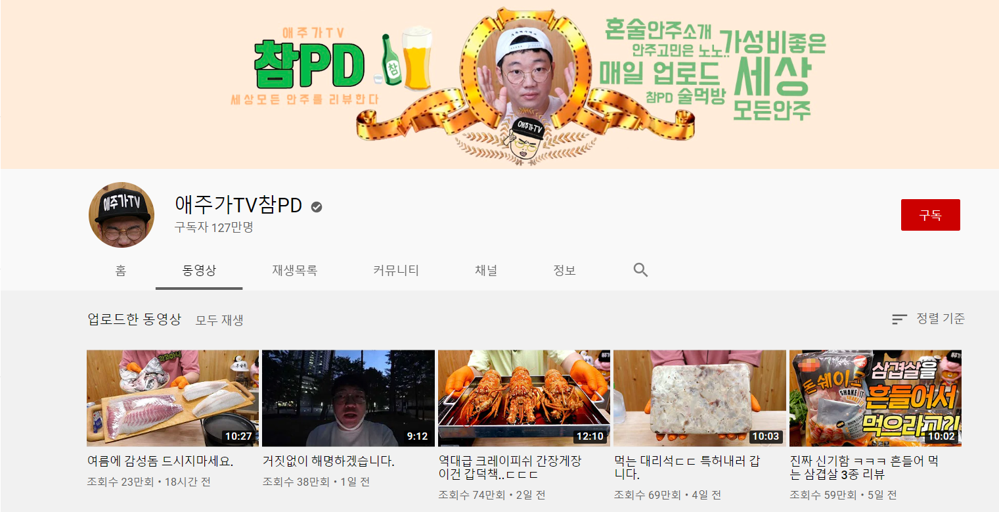 애주가TV
참PD
참
세상모든 안주를 리뷰한다
혼술안주소개
안주고민은 노노..
가성비좋은
매일 업로드
세상
참PD 술먹방
모든안주
애주가TV
애주가TV
애주가TV참PD
구독자 127만명
구독
홈
동영상
재생목록
커뮤니티
채널
정보
업로드한 동영상
모두 재생
정렬 기준
광고아님
10:27
9:12
12:10
10:03
돈쉐이크
SHAKE IT
삼겹살을
흔들어서
먹으라고?!
10:02
여름에 감성돔 드시지마세요.
조회수 23만회 • 18시간 전
거짓없이 해명하겠습니다.
조회수 38만회 • 1일 전
역대급 크레이피쉬 간장게장
이건 갑덕책..ㄷㄷㄷ
조회수 74만회 • 2일 전
먹는 대리석ㄷㄷ 특허내러 갑
니다.
조회수 69만회 • 4일 전
진짜 신기함 ㅋㅋㅋ 흔들어 먹
는 삼겹살 3종 리뷰
조회수 59만회 • 5일 전